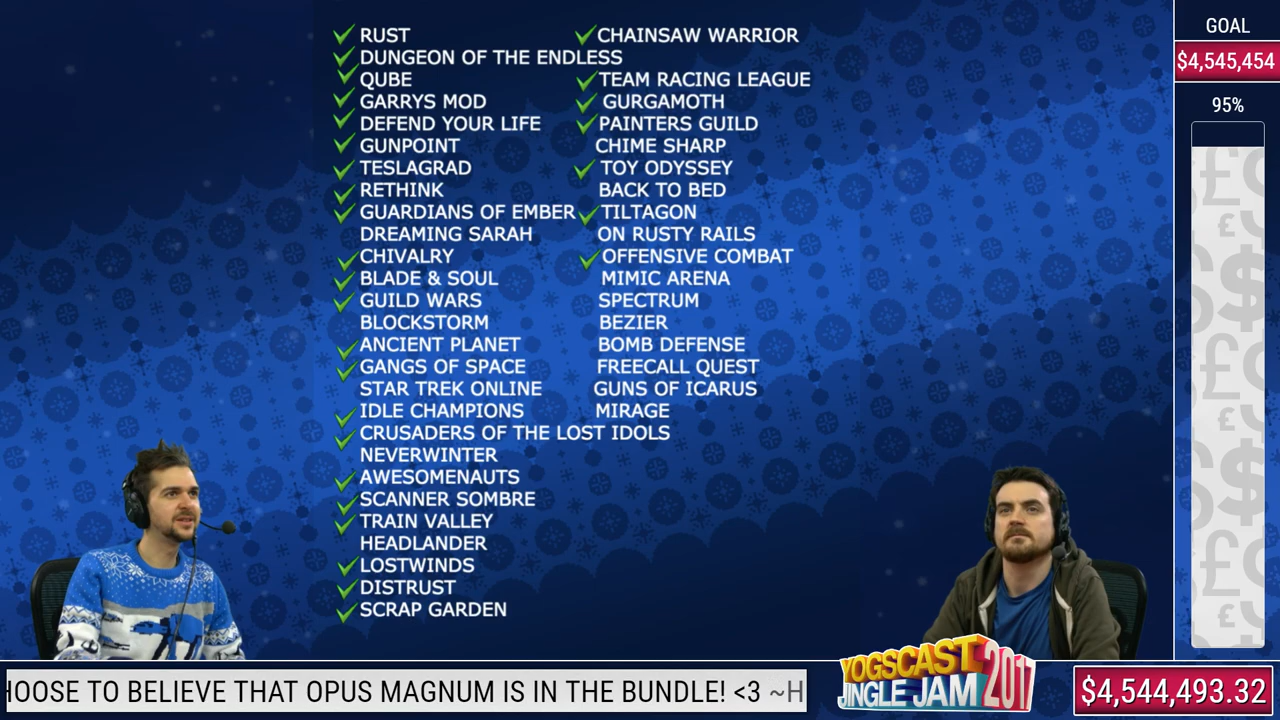 RUST
DUNGEON OF THE ENDLESS
QUBE
GARRYS MOD
DEFEND YOUR LIFE
GUNPOINT
TESLAGRAD
RETHINK
GUARDIANS OF EMBER
DREAMING SARAH
CHIVALRY
BLADE & SOUL
GUILD WARS
BLOCKSTORM
ANCIENT PLANET
GANGS OF SPACE
STAR TREK ONLINE
IDLE CHAMPIONS
CRUSADERS OF THE LOST IDOLS
NEVERWINTER
AWESOMENAUTS
SCANNER SOMBRE
TRAIN VALLEY
HEADLANDER
LOSTWINDS
DISTRUST
SCRAP GARDEN
CHAINSAW WARRIOR
TEAM RACING LEAGUE
GURGAMOTH
PAINTERS GUILD
CHIME SHARP
TOY ODYSSEY
BACK TO BED
TILTAGON
ON RUSTY RAILS
OFFENSIVE COMBAT
MIMIC ARENA
SPECTRUM
BEZIER
BOMB DEFENSE
FREECALL QUEST
GUNS OF ICARUS
MIRAGE
GOAL
$4,545,454
95%
HOOSE TO BELIEVE THAT OPUS MAGNUM IS IN THE BUNDLE! <3 ~H
YOGSCAST
JINGLE JAM 2017
$4,544,493.32